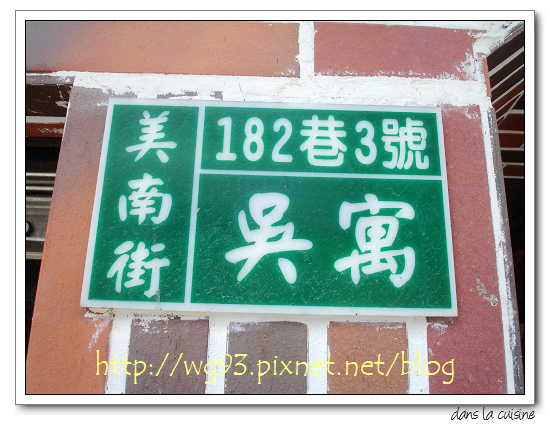 美南街
182巷3號
吳寓
http://wg93.pixnet.net/blog
dans la cuisine